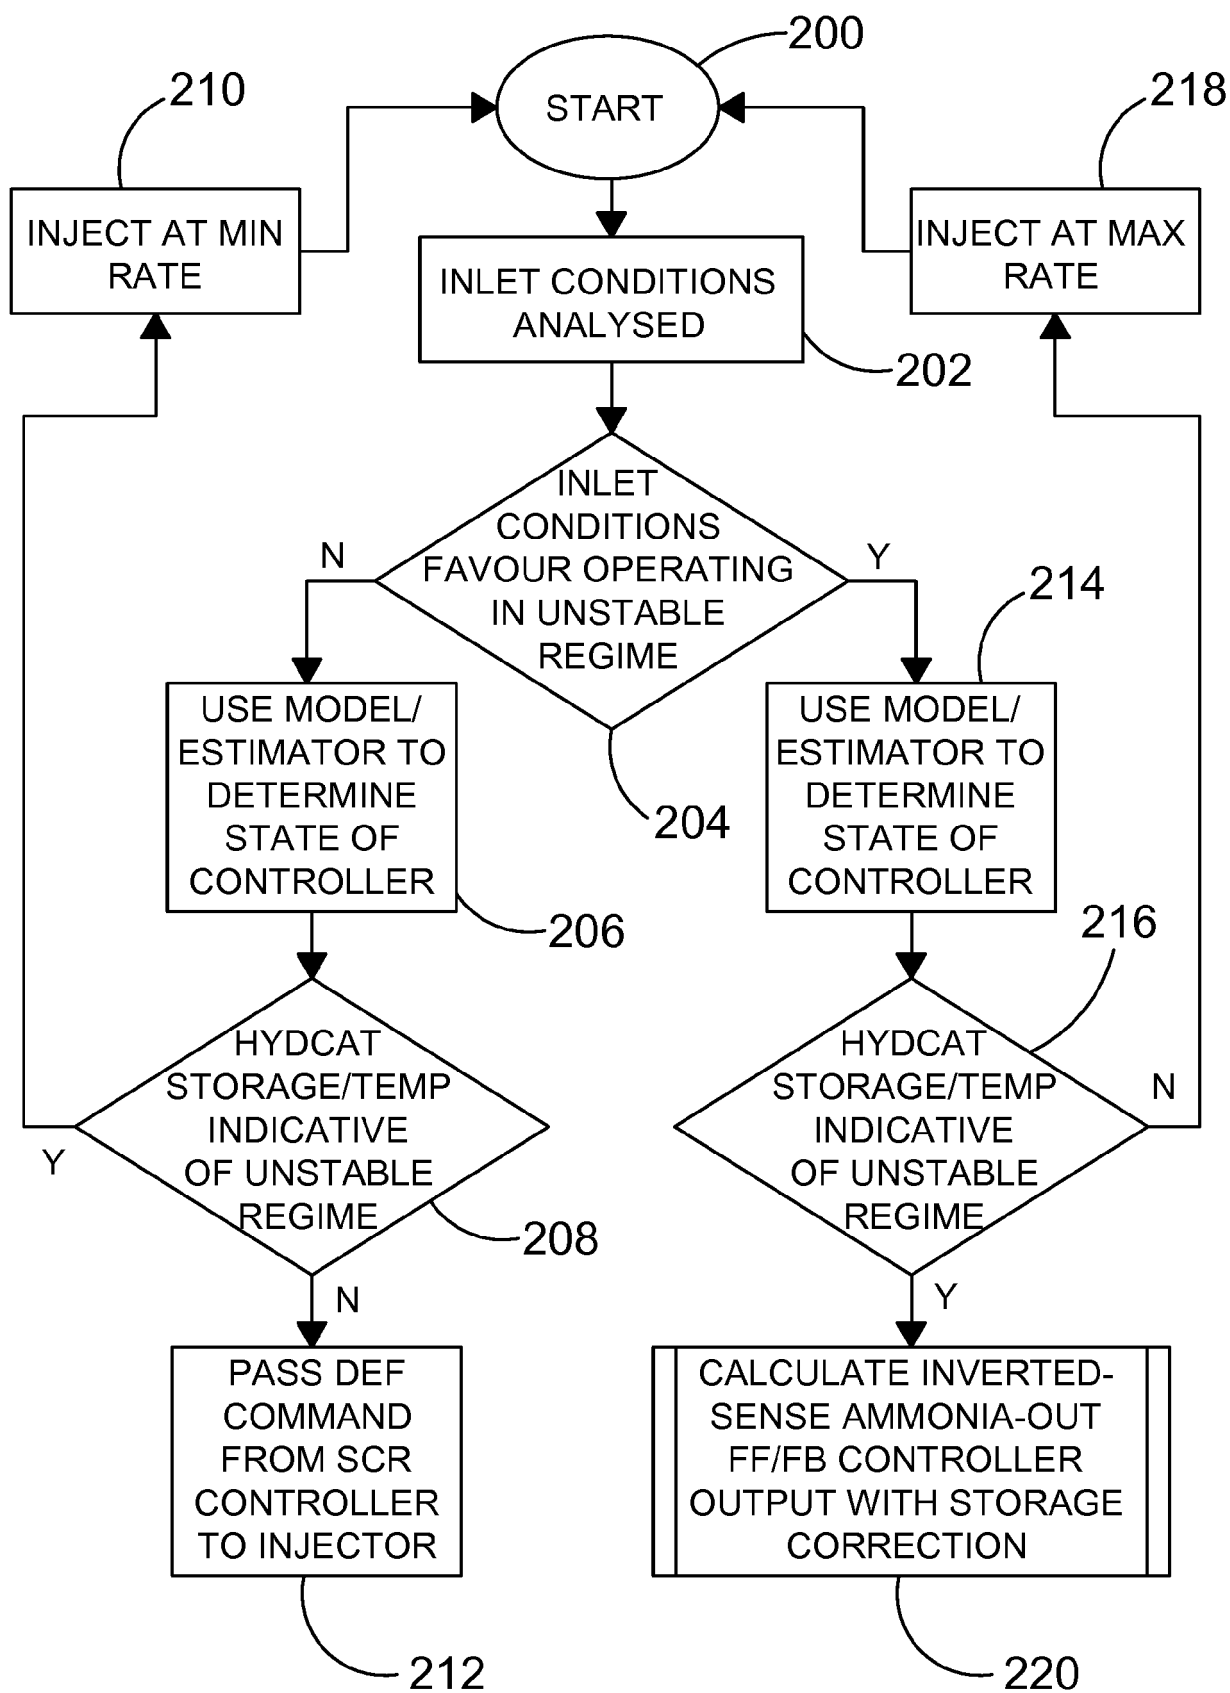 200
START
210
INJECT AT MIN
RATE
218
INJECT AT MAX
RATE
INLET CONDITIONS
ANALYSED
202
INLET
CONDITIONS
FAVOUR OPERATING
IN UNSTABLE
REGIME
N
Y
204
USE MODEL/
ESTIMATOR TO
DETERMINE
STATE OF
CONTROLLER
206
214
USE MODEL/
ESTIMATOR TO
DETERMINE
STATE OF
CONTROLLER
216
HYDCAT
STORAGE/TEMP
INDICATIVE
OF UNSTABLE
REGIME
Y
208
N
HYDCAT
STORAGE/TEMP
INDICATIVE
OF UNSTABLE
REGIME
N
Y
PASS DEF
COMMAND
FROM SCR
CONTROLLER
TO INJECTOR
212
CALCULATE INVERTED-
SENSE AMMONIA-OUT
FF/FB CONTROLLER
OUTPUT WITH STORAGE
CORRECTION
220